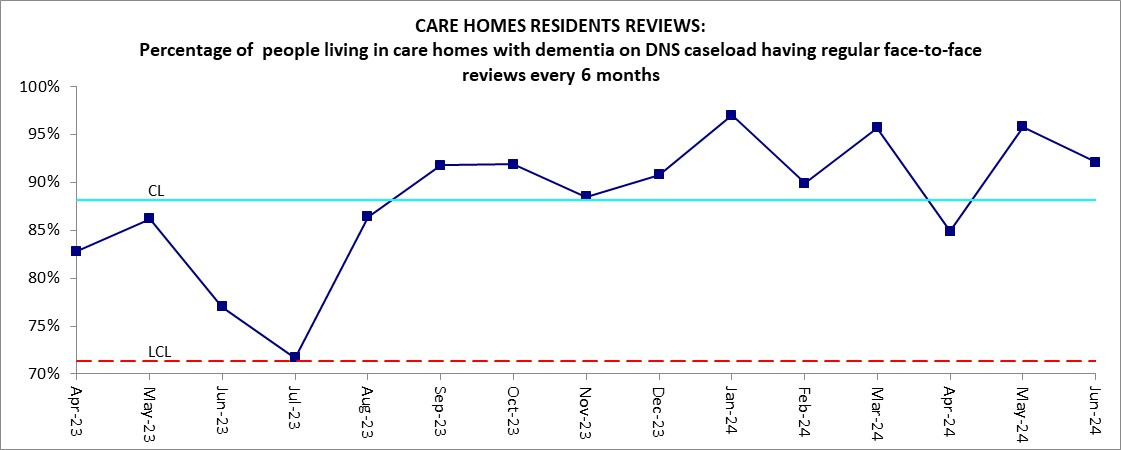 CARE HOMES RESIDENTS REVIEWS:
Percentage of  people living in care homes with dementia on DNS caseload having regular face-to-face
reviews every 6 months
100%
95%
90%
85%
80%
75%
70%
CL
LCL
Apr-23
May-23
Jun-23
Jul-23
Aug-23
Sep-23
Oct-23
Nov-23
Dec-23
Jan-24
Feb-24
Mar-24
Apr-24
May-24
Jun-24